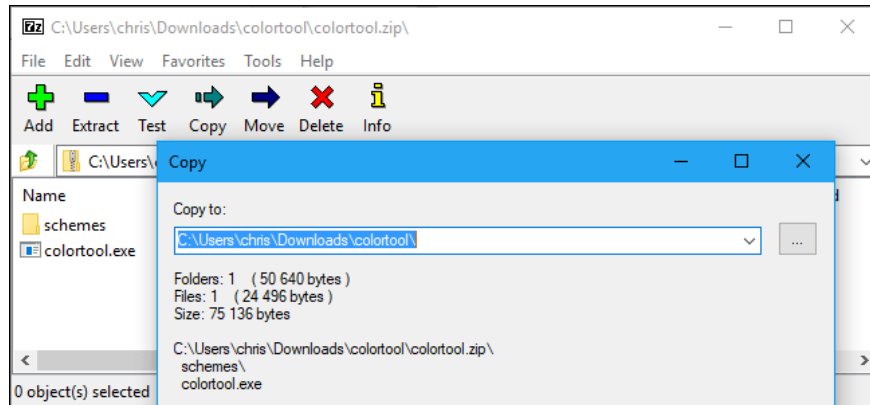 7z C:\Users\chris\Downloads\colortool\colortool.zip\
File Edit View Favorites Tools Help
Add Extract Test Copy Move Delete Info
C:\Users\
Copy
Name
Copy to:
schemes
C:\Users\chris\Downloads\colortool\
...
colortool.exe
Folders: 1 ( 50 640 bytes )
Files: 1 ( 24 496 bytes )
Size: 75 136 bytes
C:\Users\chris\Downloads\colortool\colortool.zip\
schemes\
colortool.exe
0 object(s) selected